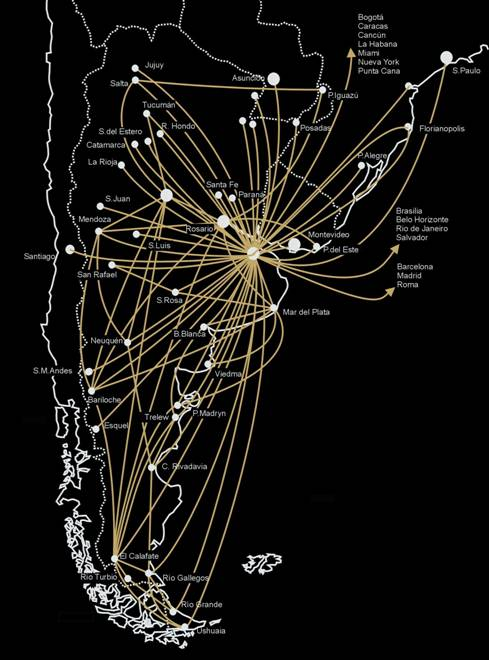 Bogotá
Caracas
Cancún
La Habana
Miami
Nueva York
Punta Cana
S.Paulo
Jujuy
Salta
Asunción
P.Iguazú
Tucumán
R. Hondo
Posadas
Florianopolis
S.del Estero
Catamarca
La Rioja
P.Alegre
Santa Fe
Parana
S.Juan
Mendoza
Rosario
Montevideo
P.del Este
Brasilia
Belo Horizonte
Rio de Janeiro
Salvador
S.Luis
Santiago
San Rafael
Barcelona
Madrid
Roma
S.Rosa
Mar del Plata
B.Blanca
Neuquen
S.M.Andes
Viedma
Bariloche
Trelew
P.Madryn
Esquel
C. Rivadavia
El Calafate
Río Turbio
Río Gallegos
Río Grande
Ushuaia